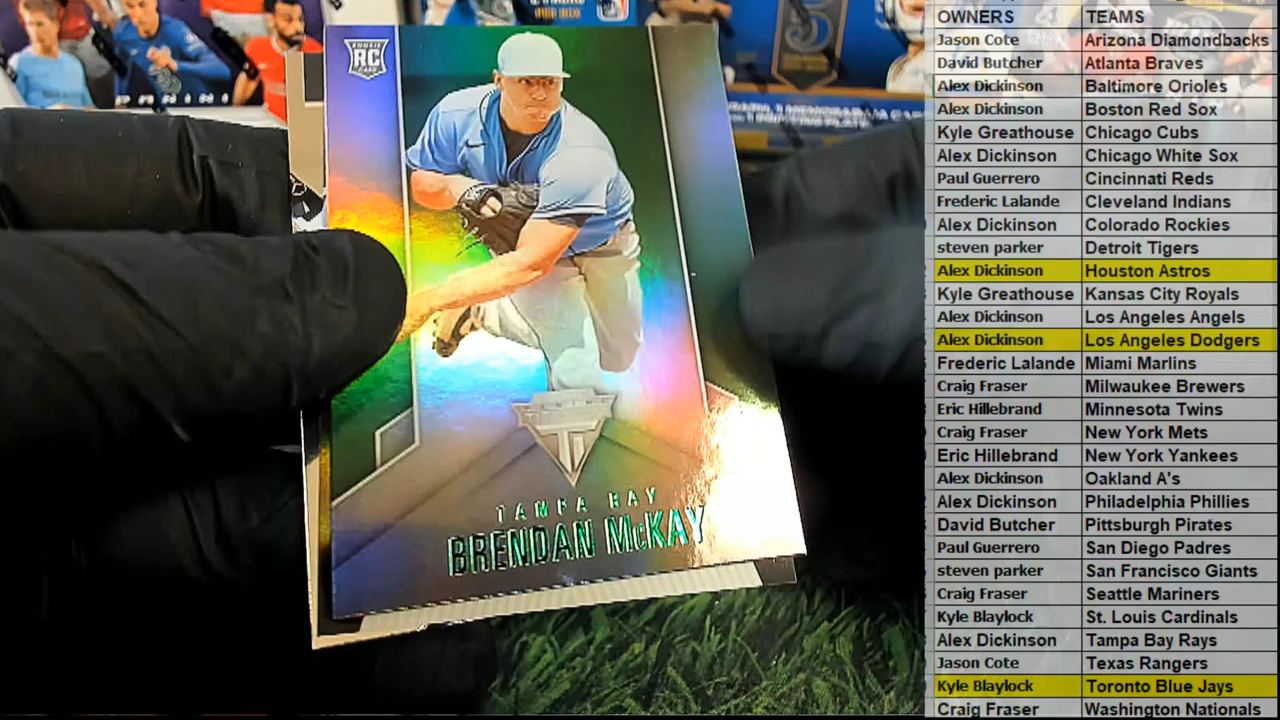 ROOKIE
RC
CARD
TAMPA BAY
BRENDAN McKAY
OWNERS TEAMS
Jason Cote Arizona Diamondbacks
David Butcher Atlanta Braves
Alex Dickinson Baltimore Orioles
Alex Dickinson Boston Red Sox
Kyle Greathouse Chicago Cubs
Alex Dickinson Chicago White Sox
Paul Guerrero Cincinnati Reds
Frederic Lalande Cleveland Indians
Alex Dickinson Colorado Rockies
steven parker Detroit Tigers
Alex Dickinson Houston Astros
Kyle Greathouse Kansas City Royals
Alex Dickinson Los Angeles Angels
Alex Dickinson Los Angeles Dodgers
Frederic Lalande Miami Marlins
Craig Fraser Milwaukee Brewers
Eric Hillebrand Minnesota Twins
Craig Fraser New York Mets
Eric Hillebrand New York Yankees
Alex Dickinson Oakland A's
Alex Dickinson Philadelphia Phillies
David Butcher Pittsburgh Pirates
Paul Guerrero San Diego Padres
steven parker San Francisco Giants
Craig Fraser Seattle Mariners
Kyle Blaylock St. Louis Cardinals
Alex Dickinson Tampa Bay Rays
Jason Cote Texas Rangers
Kyle Blaylock Toronto Blue Jays
Craig Fraser Washington Nationals